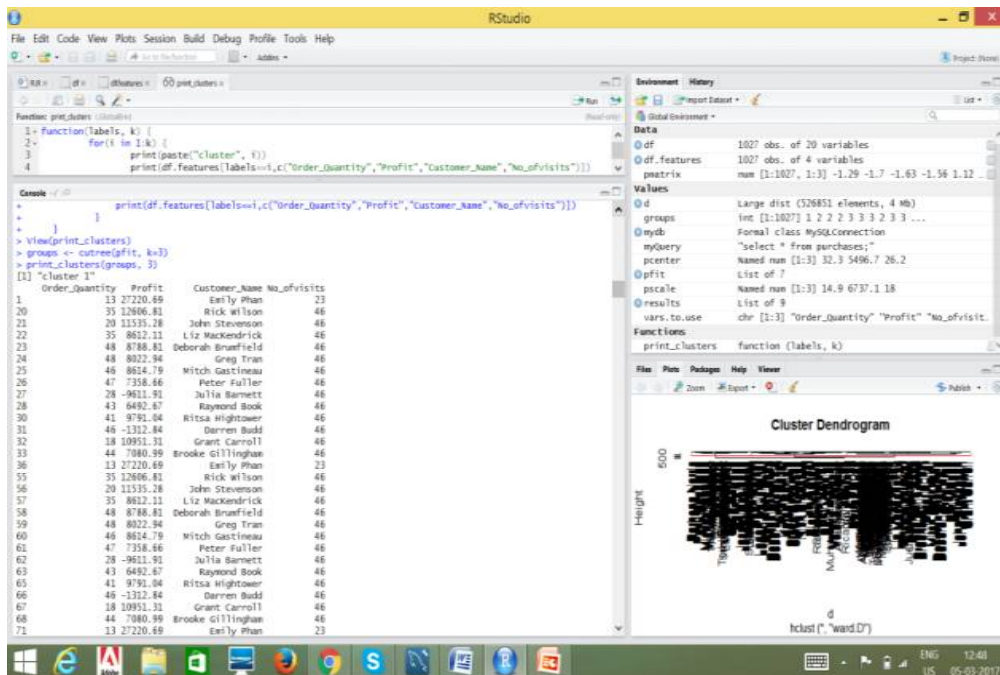 RStudio
File Edit Code View Plots Session Build Debug Profile Tools Help
Go to file/function Addins
Project: (None)
R.R df dffeatures print_clusters
Run
Function: print_clusters (.GlobalEnv) (Read-only)
1 function(labels, k) {
2 for(i in 1:k) {
3 print(paste("cluster", i))
4 print(df.features[labels==i,c("Order_Quantity","Profit","Customer_Name","No_ofvisits")])
Console ~/
+ print(df.features[labels==i,c("Order_Quantity","Profit","Customer_Name","No_ofvisits")])
+ }
+ }
> View(print_clusters)
> groups <- cutree(pfit, k=3)
> print_clusters(groups, 3)
[1] "cluster 1"
Order_Quantity Profit Customer_Name No_ofvisits
1 13 27220.69 Emily Phan 23
20 35 12606.81 Rick Wilson 46
21 20 11535.28 John Stevenson 46
22 35 8612.11 Liz MacKendrick 46
23 48 8788.81 Deborah Brumfield 46
24 48 8022.94 Greg Tran 46
25 46 8614.79 Mitch Gastineau 46
26 47 7358.66 Peter Fuller 46
27 28 -9611.91 Julia Barnett 46
28 43 6492.67 Raymond Book 46
30 41 9791.04 Ritsa Hightower 46
31 46 -1312.84 Darren Budd 46
32 18 10951.31 Grant Carroll 46
33 44 7080.99 Brooke Gillingham 46
36 13 27220.69 Emily Phan 23
55 35 12606.81 Rick Wilson 46
56 20 11535.28 John Stevenson 46
57 35 8612.11 Liz MacKendrick 46
58 48 8788.81 Deborah Brumfield 46
59 48 8022.94 Greg Tran 46
60 46 8614.79 Mitch Gastineau 46
61 47 7358.66 Peter Fuller 46
62 28 -9611.91 Julia Barnett 46
63 43 6492.67 Raymond Book 46
65 41 9791.04 Ritsa Hightower 46
66 46 -1312.84 Darren Budd 46
67 18 10951.31 Grant Carroll 46
68 44 7080.99 Brooke Gillingham 46
71 13 27220.69 Emily Phan 23
Environment History
Import Dataset List
Global Environment
Data
df 1027 obs. of 20 variables
df.features 1027 obs. of 4 variables
pmatrix num [1:1027, 1:3] -1.29 -1.7 -1.63 -1.56 1.12 ..
Values
d Large dist (526851 elements, 4 Mb)
groups int [1:1027] 1 2 2 2 3 3 3 2 3 3 ...
mydb Formal class MySQLConnection
myQuery "select * from purchases;"
pcenter Named num [1:3] 32.3 5496.7 26.2
pfit List of 7
pscale Named num [1:3] 14.9 6737.1 18
results List of 9
vars.to.use chr [1:3] "Order_Quantity" "Profit" "No_ofvisit..
Functions
print_clusters function (labels, k)
Files Plots Packages Help Viewer
Zoom Export Publish
Cluster Dendrogram
Height
500
d
hclust (*, "ward.D")
ENG
US
12:48
05-03-2017